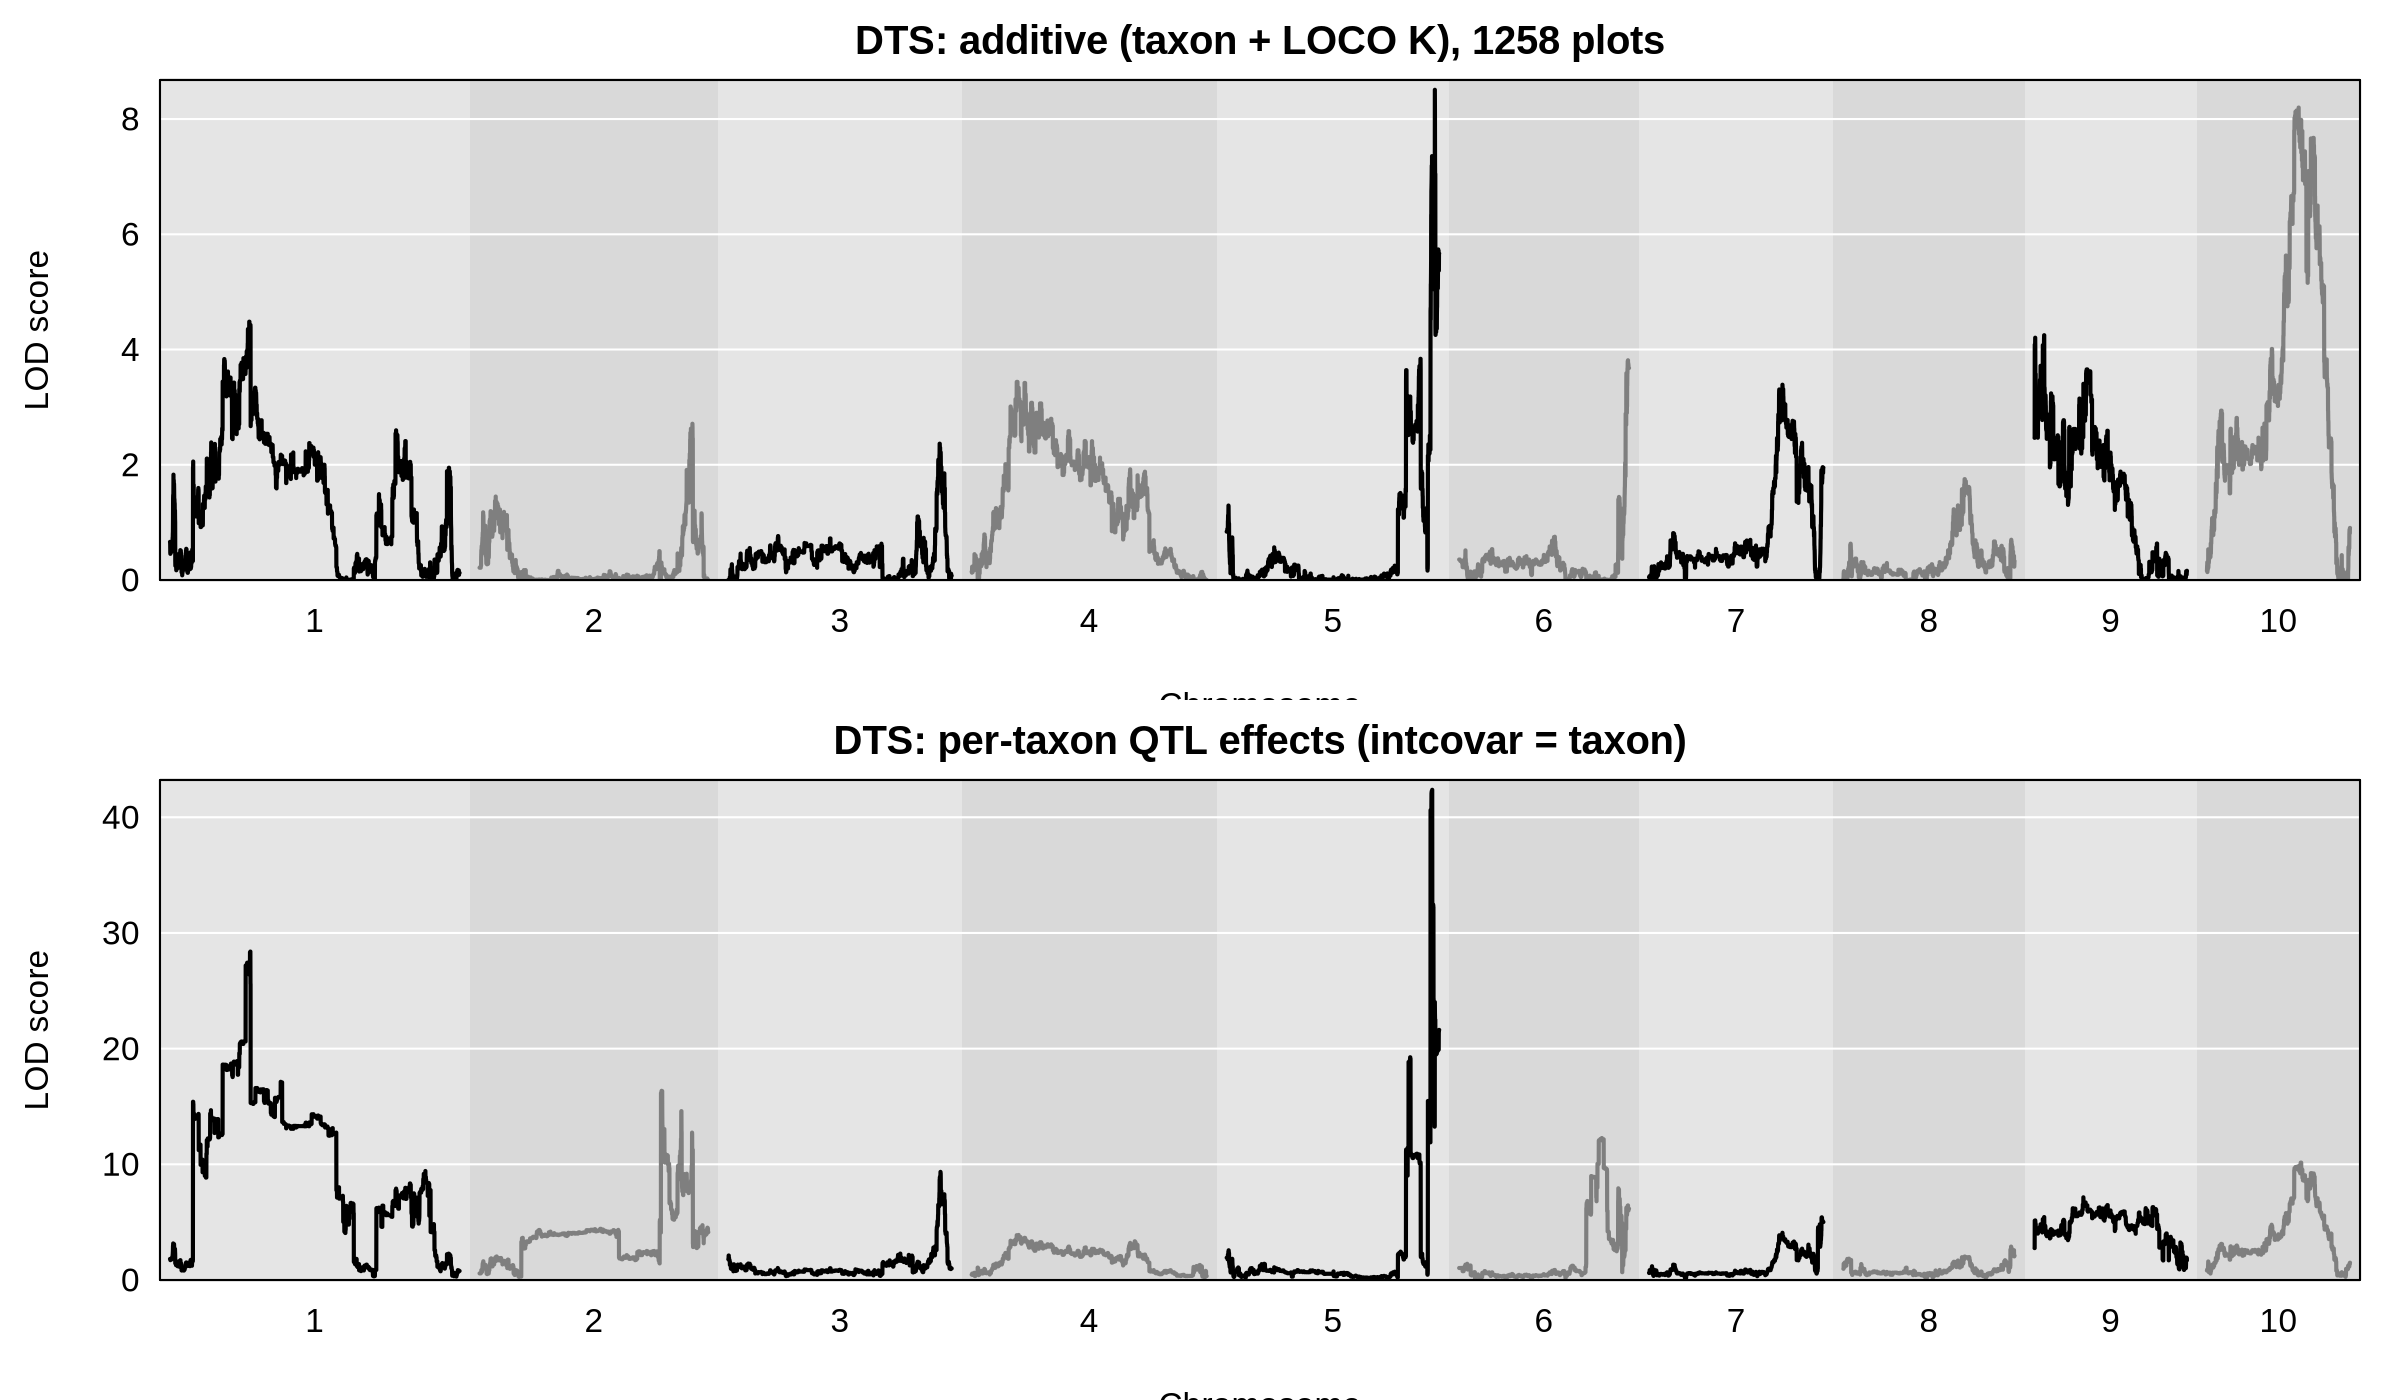 DTS: additive (taxon + LOCO K), 1258 plots
LOD score
8
6
4
2
0
1 2 3 4 5 6 7 8 9 10
Chromosome
DTS: per-taxon QTL effects (intcovar = taxon)
LOD score
40
30
20
10
0
1 2 3 4 5 6 7 8 9 10
Chromosome